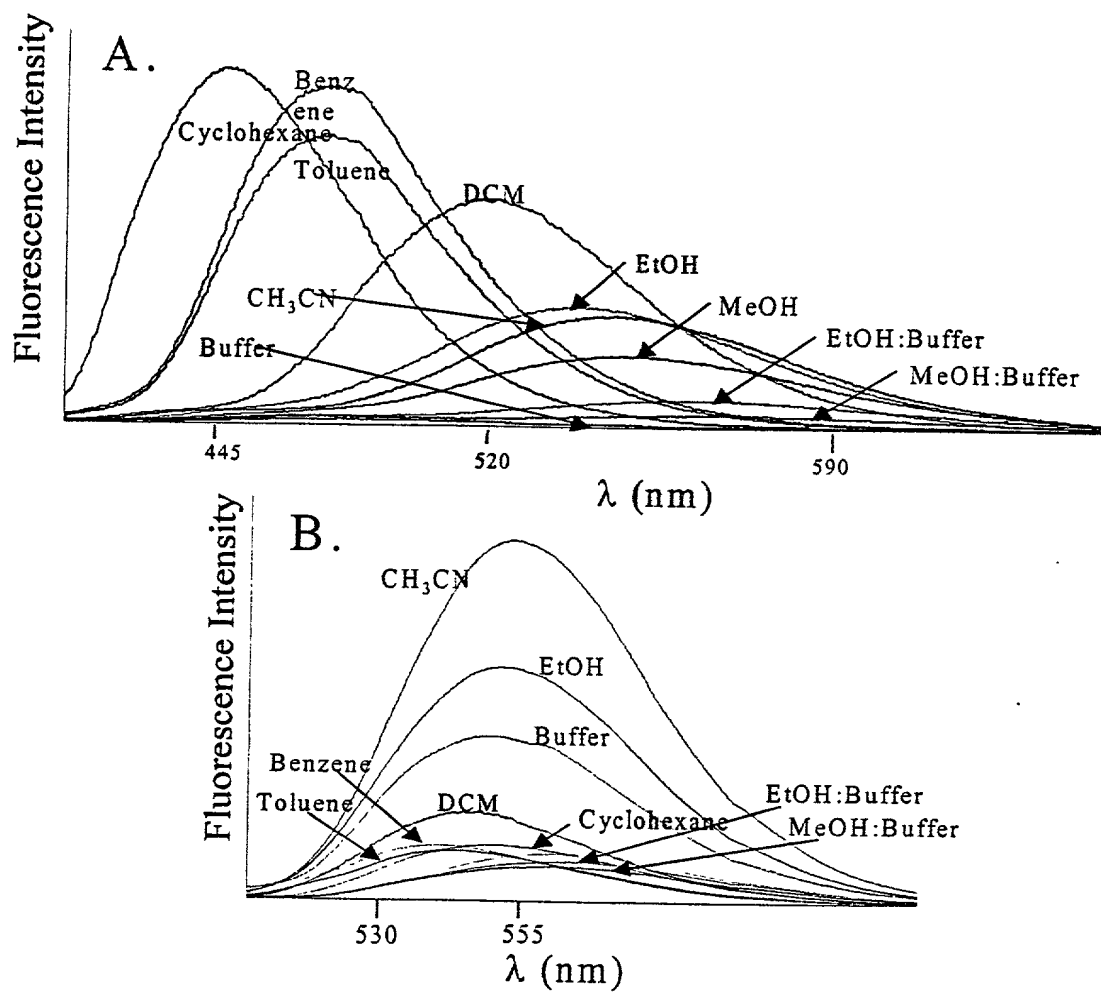 A.
Fluorescence Intensity
Benz
ene
Cyclohexane
Toluene
DCM
EtOH
CH3CN
MeOH
Buffer
EtOH:Buffer
MeOH:Buffer
445
520
590
λ (nm)
B.
Fluorescence Intensity
CH3CN
EtOH
Buffer
Benzene
Toluene
DCM
Cyclohexane
EtOH:Buffer
MeOH:Buffer
530
555
λ (nm)